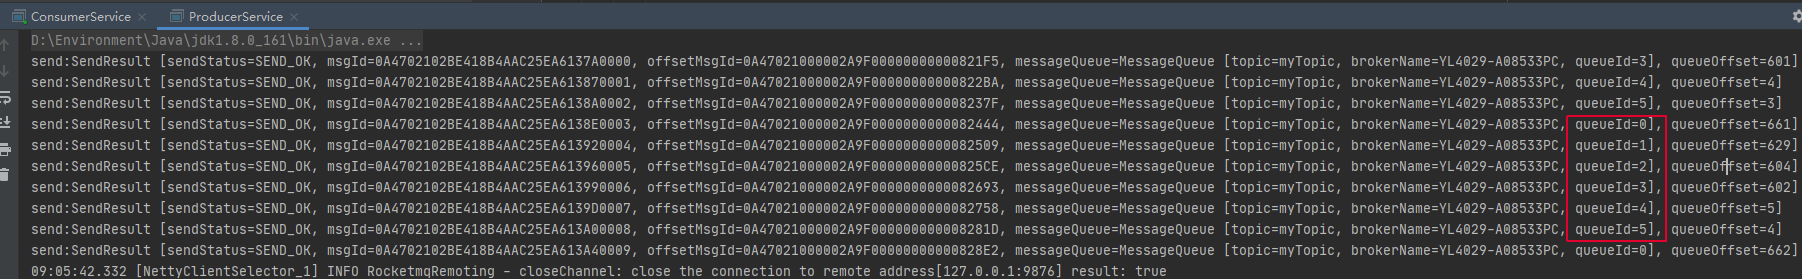 ConsumerService × ProducerService ×
D:\Environment\Java\jdk1.8.0_161\bin\java.exe ...
send:SendResult [sendStatus=SEND_OK, msgId=0A4702102BE418B4AAC25EA6137A0000, offsetMsgId=0A47021000002A9F00000000000821F5, messageQueue=MessageQueue [topic=myTopic, brokerName=YL4029-A08533PC, queueId=3], queueOffset=601]
send:SendResult [sendStatus=SEND_OK, msgId=0A4702102BE418B4AAC25EA613870001, offsetMsgId=0A47021000002A9F00000000000822BA, messageQueue=MessageQueue [topic=myTopic, brokerName=YL4029-A08533PC, queueId=4], queueOffset=4]
send:SendResult [sendStatus=SEND_OK, msgId=0A4702102BE418B4AAC25EA6138A0002, offsetMsgId=0A47021000002A9F000000000008237F, messageQueue=MessageQueue [topic=myTopic, brokerName=YL4029-A08533PC, queueId=5], queueOffset=3]
send:SendResult [sendStatus=SEND_OK, msgId=0A4702102BE418B4AAC25EA6138E0003, offsetMsgId=0A47021000002A9F0000000000082444, messageQueue=MessageQueue [topic=myTopic, brokerName=YL4029-A08533PC, queueId=0], queueOffset=661]
send:SendResult [sendStatus=SEND_OK, msgId=0A4702102BE418B4AAC25EA613920004, offsetMsgId=0A47021000002A9F0000000000082509, messageQueue=MessageQueue [topic=myTopic, brokerName=YL4029-A08533PC, queueId=1], queueOffset=629]
send:SendResult [sendStatus=SEND_OK, msgId=0A4702102BE418B4AAC25EA613960005, offsetMsgId=0A47021000002A9F00000000000825CE, messageQueue=MessageQueue [topic=myTopic, brokerName=YL4029-A08533PC, queueId=2], queueOffset=604]
send:SendResult [sendStatus=SEND_OK, msgId=0A4702102BE418B4AAC25EA613990006, offsetMsgId=0A47021000002A9F0000000000082693, messageQueue=MessageQueue [topic=myTopic, brokerName=YL4029-A08533PC, queueId=3], queueOffset=602]
send:SendResult [sendStatus=SEND_OK, msgId=0A4702102BE418B4AAC25EA6139D0007, offsetMsgId=0A47021000002A9F0000000000082758, messageQueue=MessageQueue [topic=myTopic, brokerName=YL4029-A08533PC, queueId=4], queueOffset=5]
send:SendResult [sendStatus=SEND_OK, msgId=0A4702102BE418B4AAC25EA613A00008, offsetMsgId=0A47021000002A9F000000000008281D, messageQueue=MessageQueue [topic=myTopic, brokerName=YL4029-A08533PC, queueId=5], queueOffset=4]
send:SendResult [sendStatus=SEND_OK, msgId=0A4702102BE418B4AAC25EA613A40009, offsetMsgId=0A47021000002A9F00000000000828E2, messageQueue=MessageQueue [topic=myTopic, brokerName=YL4029-A08533PC, queueId=0], queueOffset=662]
09:05:42.332 [NettyClientSelector_1] INFO RocketmqRemoting - closeChannel: close the connection to remote address[127.0.0.1:9876] result: true